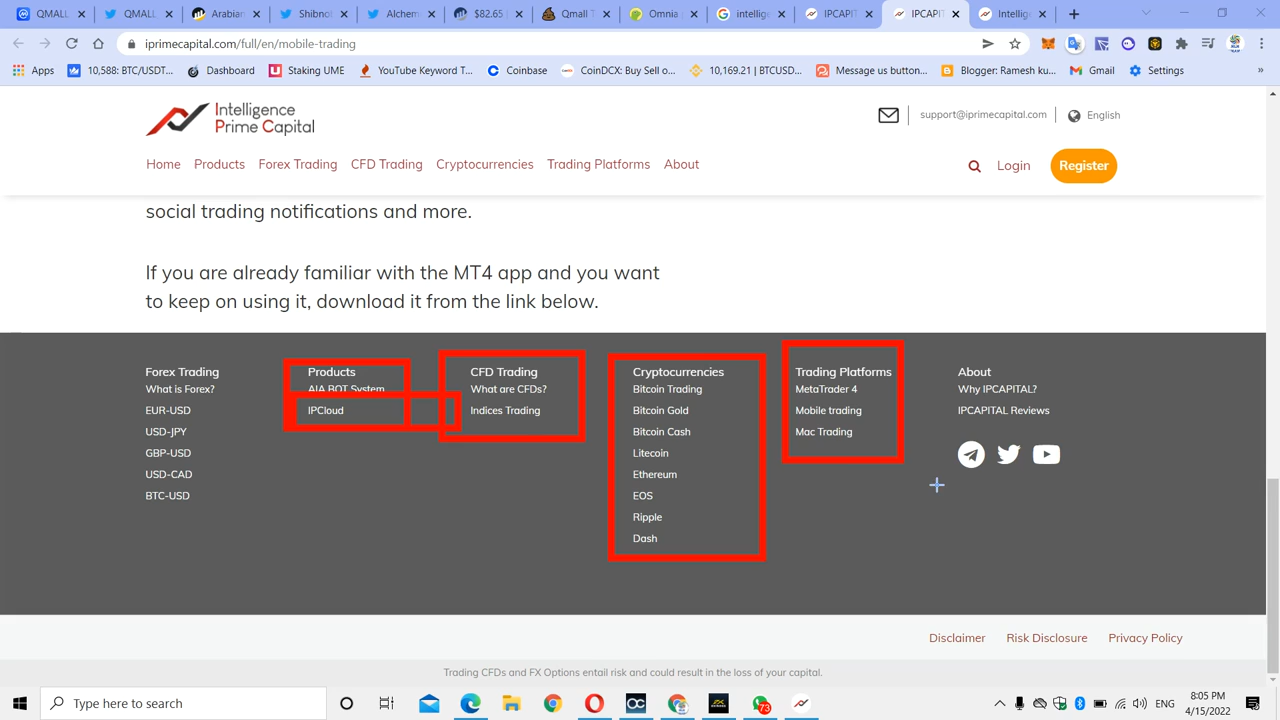 QMALL
Multi /
AirDrop
Alchem
$82.65
Qmall T
Airdrop
intellige
IPCAPIT
IPCAPIT
Intellige
iprimecapital.com/full/en/mobile-trading
Apps
10,588: BTC/USDT...
Dashboard
Staking UME
YouTube Keyword T...
Coinbase
CoinDCX: Buy Sell o...
10,169.21 | BTCUSD...
Message us button...
Blogger: Ramesh ku...
Gmail
Settings
»
Intelligence
Prime Capital
support@iprimecapital.com
English
Home
Products
Forex Trading
CFD Trading
Cryptocurrencies
Trading Platforms
About
Login
Register
social trading notifications and more.
If you are already familiar with the MT4 app and you want
to keep on using it, download it from the link below.
Forex Trading
What is Forex?
EUR-USD
USD-JPY
GBP-USD
USD-CAD
BTC-USD
Products
AIA BOT System
IPCloud
CFD Trading
What are CFDs?
Indices Trading
Cryptocurrencies
Bitcoin Trading
Bitcoin Gold
Bitcoin Cash
Litecoin
Ethereum
EOS
Ripple
Dash
Trading Platforms
MetaTrader 4
Mobile trading
Mac Trading
About
Why IPCAPITAL?
IPCAPITAL Reviews
Disclaimer
Risk Disclosure
Privacy Policy
Trading CFDs and FX Options entail risk and could result in the loss of your capital.
Type here to search
73
ENG
8:05 PM
4/15/2022